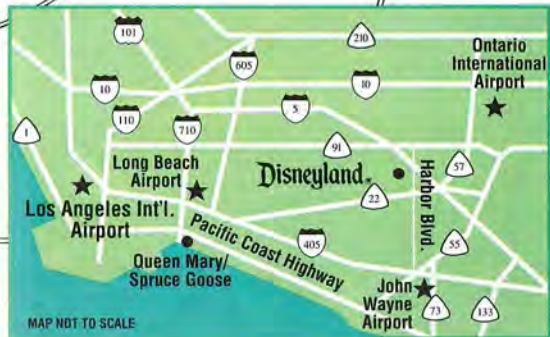 101
210
Ontario
International
Airport
605
10
10
5
110
710
1
91
57
Long Beach
Airport
Disneyland
Harbor Blvd.
22
Los Angeles Int'l.
Airport
Pacific Coast Highway
405
55
Queen Mary/
Spruce Goose
John
Wayne
Airport
73
133
MAP NOT TO SCALE